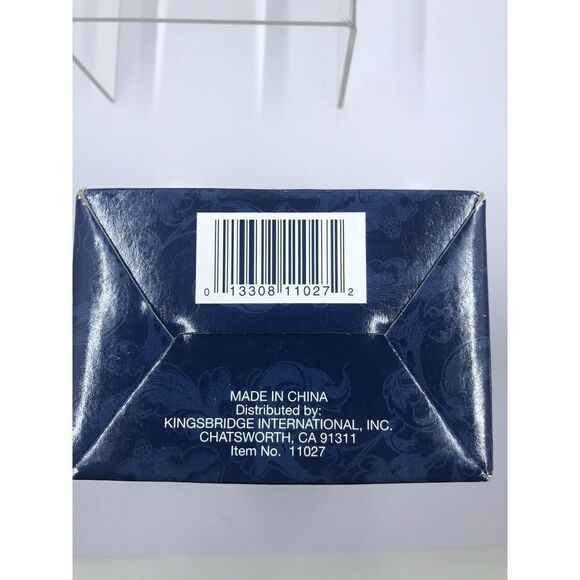 0 13308 11027 2
MADE IN CHINA
Distributed by:
KINGSBRIDGE INTERNATIONAL, INC.
CHATSWORTH, CA 91311
Item No. 11027